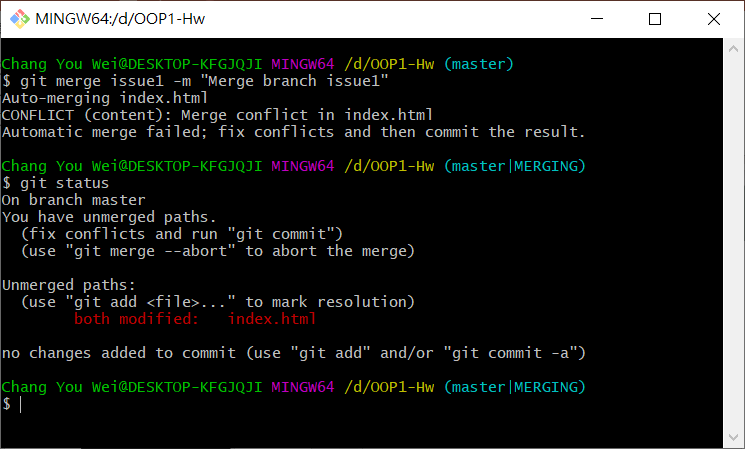 MINGW64:/d/OOP1-Hw
Chang You Wei@DESKTOP-KFGJQJI MINGW64 /d/OOP1-Hw (master)
$ git merge issue1 -m "Merge branch issue1"
Auto-merging index.html
CONFLICT (content): Merge conflict in index.html
Automatic merge failed; fix conflicts and then commit the result.
Chang You Wei@DESKTOP-KFGJQJI MINGW64 /d/OOP1-Hw (master|MERGING)
$ git status
On branch master
You have unmerged paths.
  (fix conflicts and run "git commit")
  (use "git merge --abort" to abort the merge)
Unmerged paths:
  (use "git add <file>..." to mark resolution)
        both modified:   index.html
no changes added to commit (use "git add" and/or "git commit -a")
Chang You Wei@DESKTOP-KFGJQJI MINGW64 /d/OOP1-Hw (master|MERGING)
$